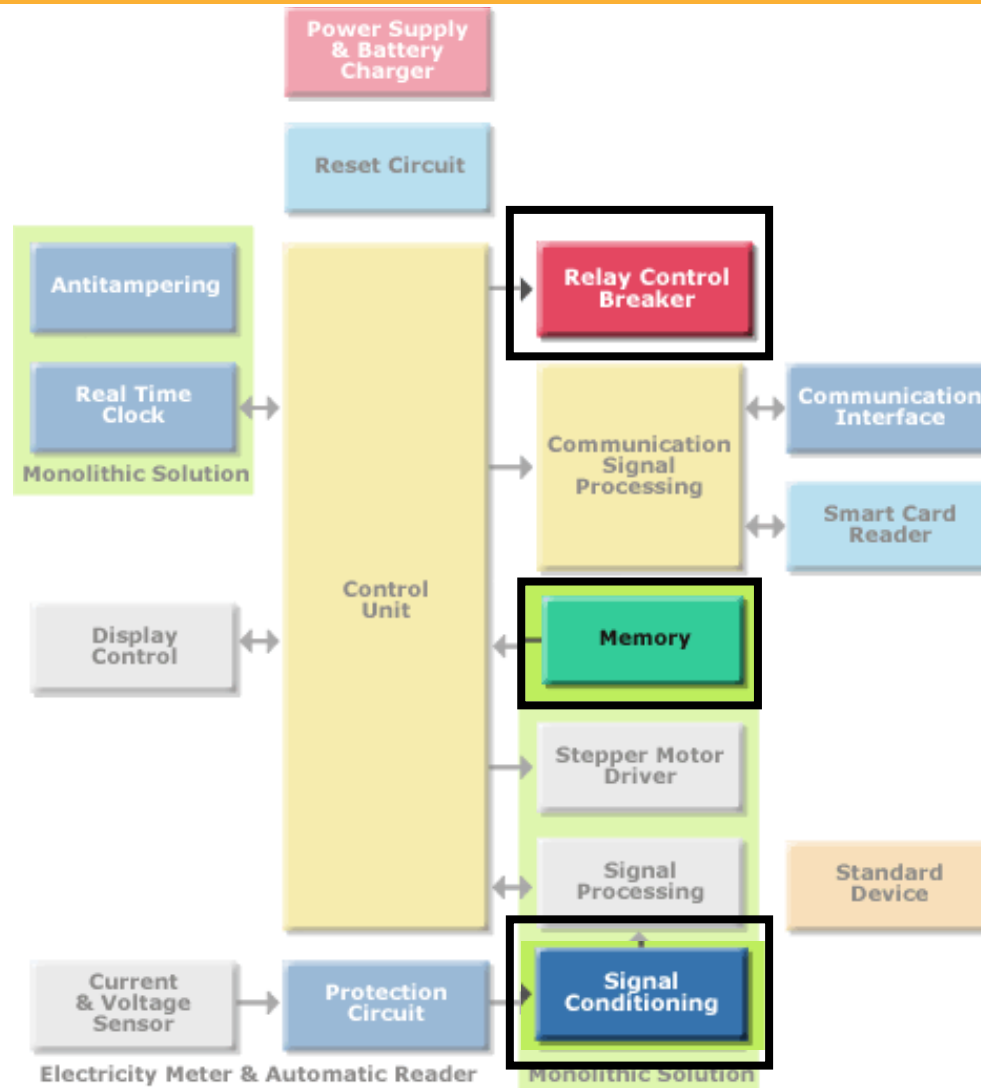 Power Supply
& Battery
Charger
Reset Circuit
Antitampering
Relay Control
Breaker
Real Time
Clock
Monolithic Solution
Communication
Signal
Processing
Communication
Interface
Smart Card
Reader
Control
Unit
Display
Control
Memory
Stepper Motor
Driver
Signal
Processing
Standard
Device
Current
& Voltage
Sensor
Protection
Circuit
Signal
Conditioning
Electricity Meter & Automatic Reader
Monolithic Solution